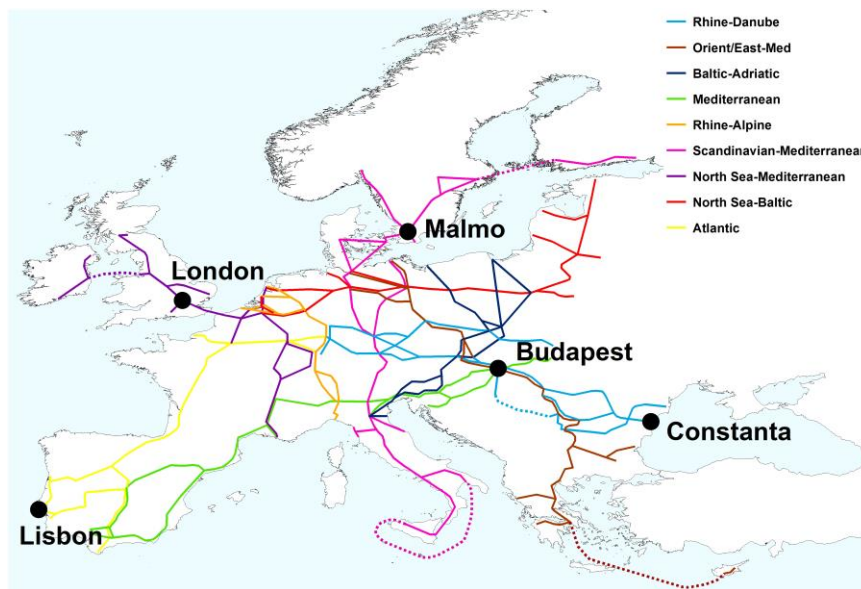 Rhine-Danube
Orient/East-Med
Baltic-Adriatic
Mediterranean
Rhine-Alpine
Scandinavian-Mediterranean
North Sea-Mediterranean
North Sea-Baltic
Atlantic
Malmo
London
Budapest
Constanta
Lisbon